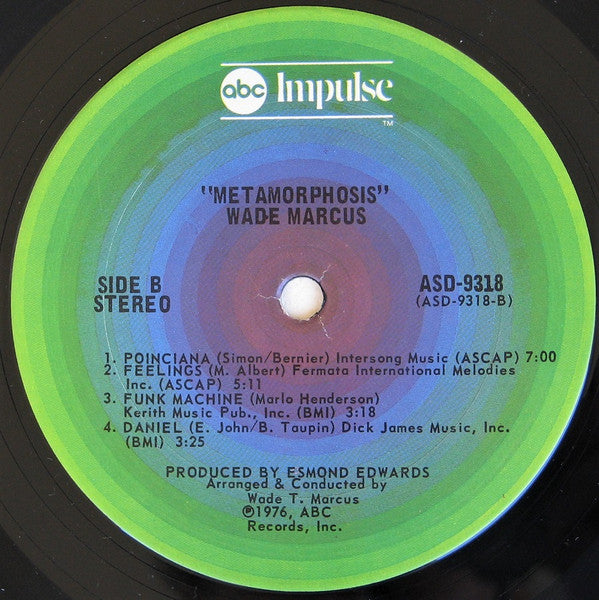 abc Impulse
TM
"METAMORPHOSIS"
WADE MARCUS
SIDE B
STEREO
ASD-9318
(ASD-9318-B)
1. POINCIANA (Simon/Bernier) Intersong Music (ASCAP) 7:00
2. FEELINGS (M. Albert) Fermata International Melodies
Inc. (ASCAP) 5:11
3. FUNK MACHINE (Marlo Henderson)
Kerith Music Pub., Inc. (BMI) 3:18
4. DANIEL (E. John/B. Taupin) Dick James Music, Inc.
(BMI) 3:25
PRODUCED BY ESMOND EDWARDS
Arranged & Conducted by
Wade T. Marcus
℗1976, ABC
Records, Inc.